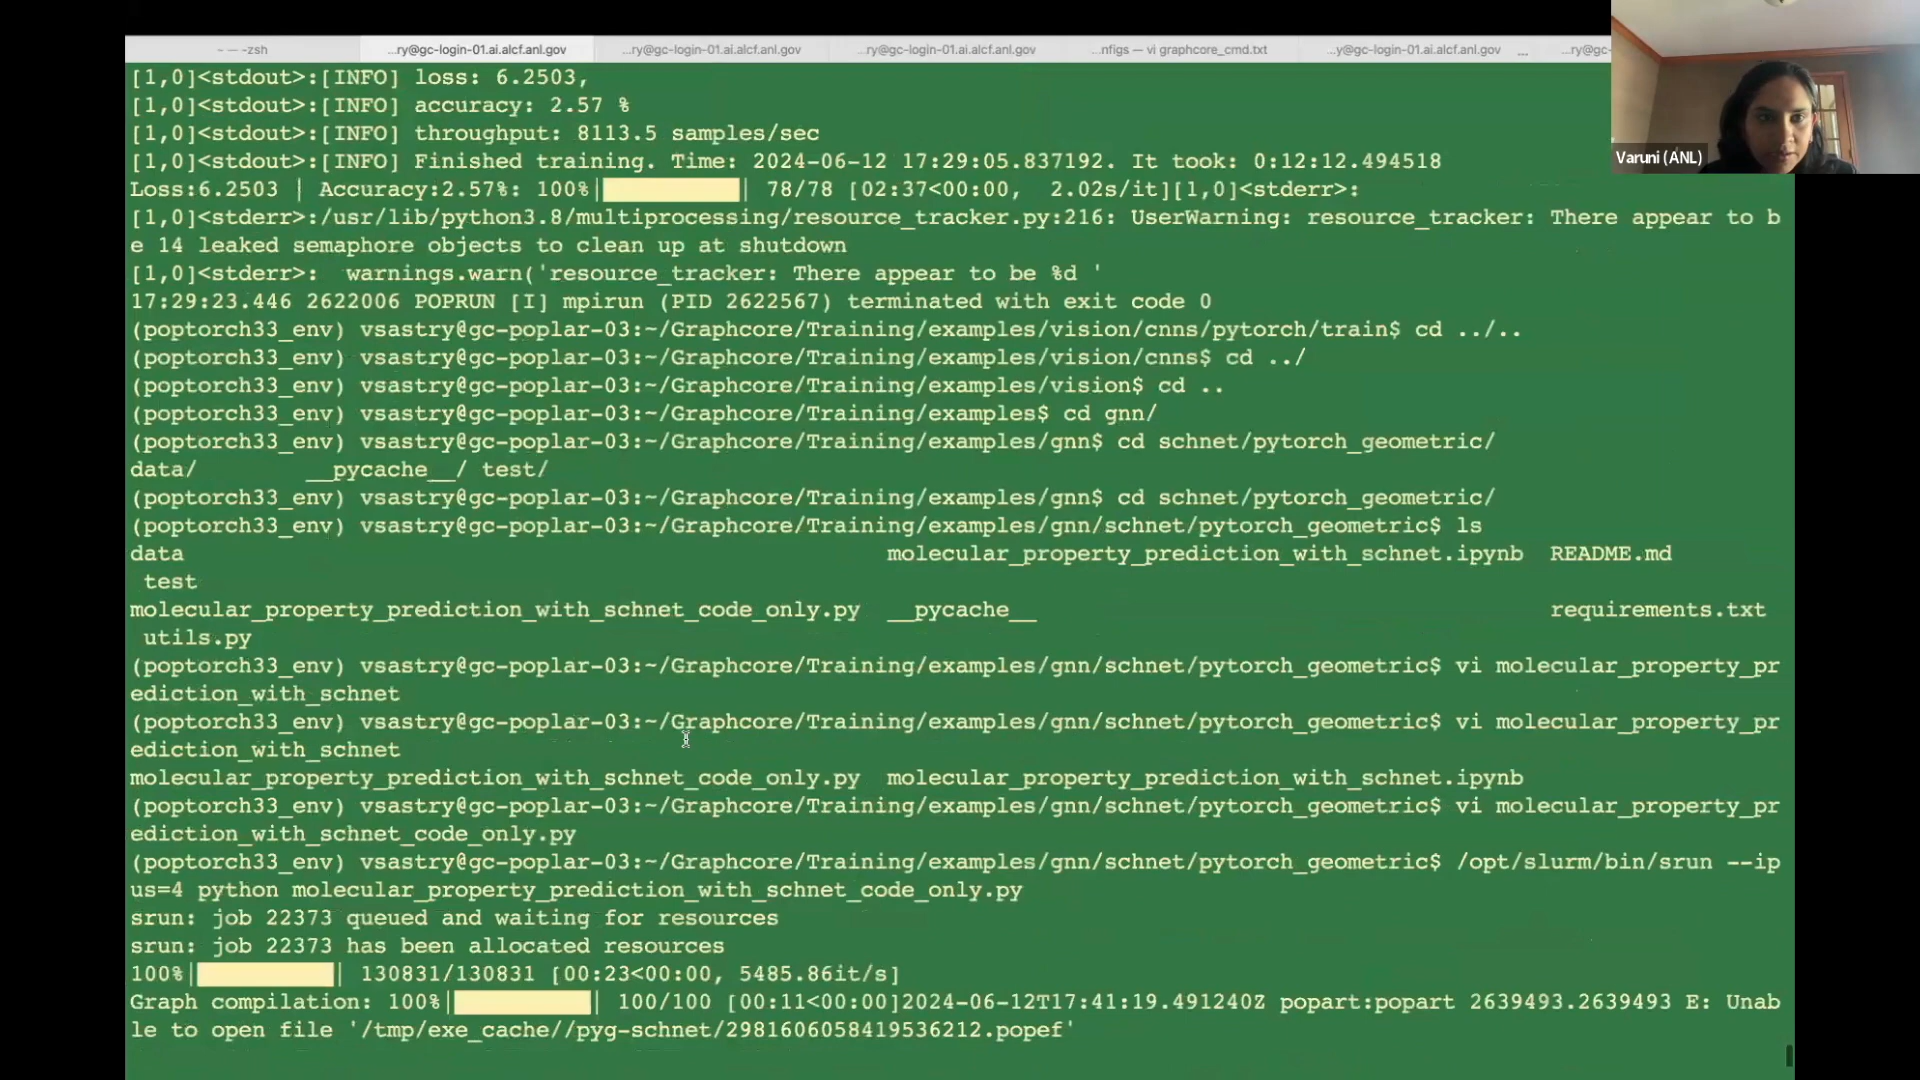 ~ — -zsh
...ry@gc-login-01.ai.alcf.anl.gov
...ry@gc-login-01.ai.alcf.anl.gov
...ry@gc-login-01.ai.alcf.anl.gov
...nfigs — vi graphcore_cmd.txt
...y@gc-login-01.ai.alcf.anl.gov
...
...ry@gc-
[1,0]<stdout>:[INFO] loss: 6.2503,
[1,0]<stdout>:[INFO] accuracy: 2.57 %
[1,0]<stdout>:[INFO] throughput: 8113.5 samples/sec
[1,0]<stdout>:[INFO] Finished training. Time: 2024-06-12 17:29:05.837192. It took: 0:12:12.494518
Loss:6.2503 | Accuracy:2.57%: 100%|          | 78/78 [02:37<00:00,  2.02s/it][1,0]<stderr>:
[1,0]<stderr>:/usr/lib/python3.8/multiprocessing/resource_tracker.py:216: UserWarning: resource_tracker: There appear to b
e 14 leaked semaphore objects to clean up at shutdown
[1,0]<stderr>:  warnings.warn('resource_tracker: There appear to be %d '
17:29:23.446 2622006 POPRUN [I] mpirun (PID 2622567) terminated with exit code 0
(poptorch33_env) vsastry@gc-poplar-03:~/Graphcore/Training/examples/vision/cnns/pytorch/train$ cd ../..
(poptorch33_env) vsastry@gc-poplar-03:~/Graphcore/Training/examples/vision/cnns$ cd ../
(poptorch33_env) vsastry@gc-poplar-03:~/Graphcore/Training/examples/vision$ cd ..
(poptorch33_env) vsastry@gc-poplar-03:~/Graphcore/Training/examples$ cd gnn/
(poptorch33_env) vsastry@gc-poplar-03:~/Graphcore/Training/examples/gnn$ cd schnet/pytorch_geometric/
data/        __pycache__/ test/
(poptorch33_env) vsastry@gc-poplar-03:~/Graphcore/Training/examples/gnn$ cd schnet/pytorch_geometric/
(poptorch33_env) vsastry@gc-poplar-03:~/Graphcore/Training/examples/gnn/schnet/pytorch_geometric$ ls
data                                                    molecular_property_prediction_with_schnet.ipynb  README.md
 test
molecular_property_prediction_with_schnet_code_only.py  __pycache__                                      requirements.txt
 utils.py
(poptorch33_env) vsastry@gc-poplar-03:~/Graphcore/Training/examples/gnn/schnet/pytorch_geometric$ vi molecular_property_pr
ediction_with_schnet
(poptorch33_env) vsastry@gc-poplar-03:~/Graphcore/Training/examples/gnn/schnet/pytorch_geometric$ vi molecular_property_pr
ediction_with_schnet
molecular_property_prediction_with_schnet_code_only.py  molecular_property_prediction_with_schnet.ipynb
(poptorch33_env) vsastry@gc-poplar-03:~/Graphcore/Training/examples/gnn/schnet/pytorch_geometric$ vi molecular_property_pr
ediction_with_schnet_code_only.py
(poptorch33_env) vsastry@gc-poplar-03:~/Graphcore/Training/examples/gnn/schnet/pytorch_geometric$ /opt/slurm/bin/srun --ip
us=4 python molecular_property_prediction_with_schnet_code_only.py
srun: job 22373 queued and waiting for resources
srun: job 22373 has been allocated resources
100%|          | 130831/130831 [00:23<00:00, 5485.86it/s]
Graph compilation: 100%|          | 100/100 [00:11<00:00]2024-06-12T17:41:19.491240Z popart:popart 2639493.2639493 E: Unab
le to open file '/tmp/exe_cache//pyg-schnet/2981606058419536212.popef'
Varuni (ANL)